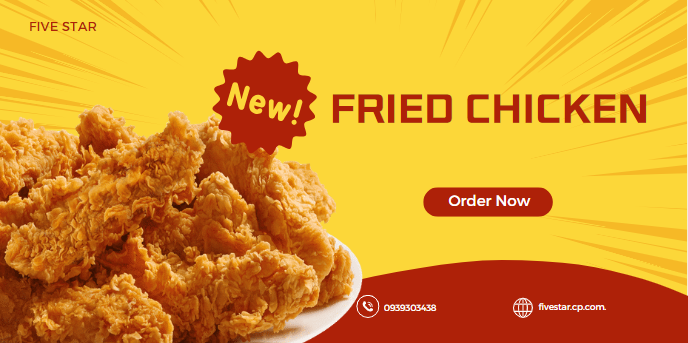 FIVE STAR
New!
FRIED CHICKEN
Order Now
0939303438
fivestar.cp.com.